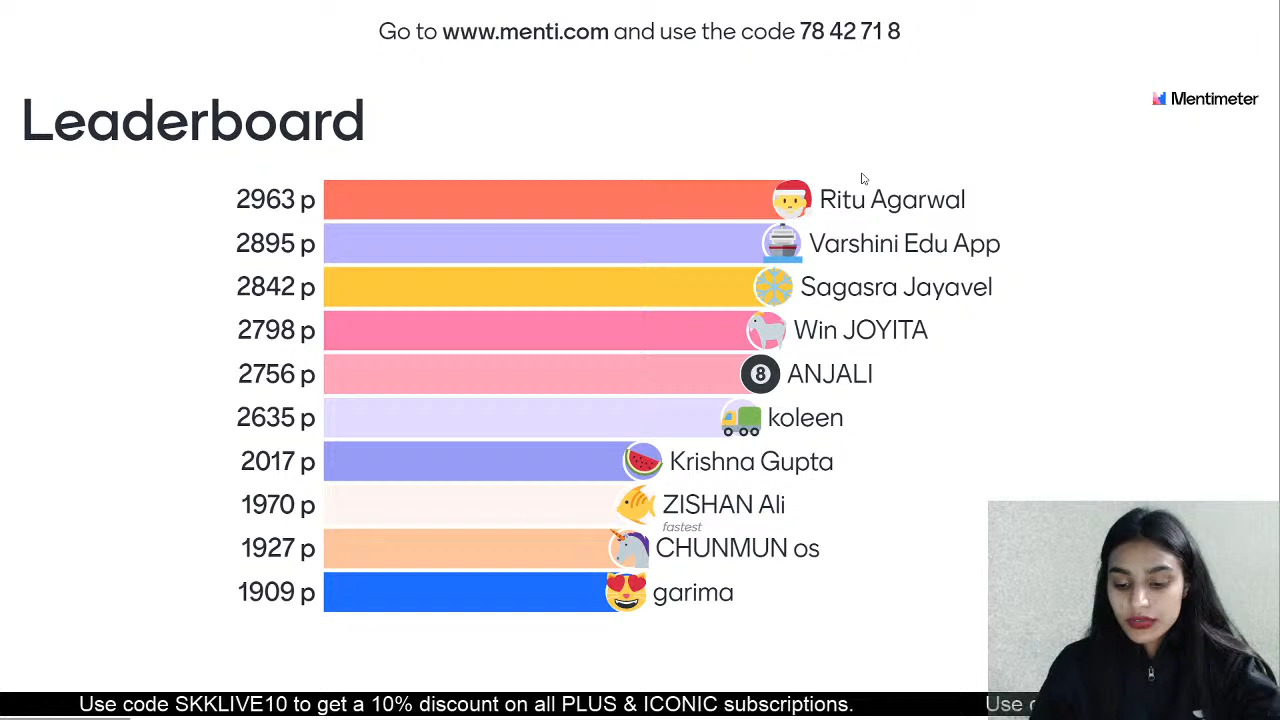 Go to www.menti.com and use the code 78 42 71 8
Mentimeter
Leaderboard
2963 p Ritu Agarwal
2895 p Varshini Edu App
2842 p Sagasra Jayavel
2798 p Win JOYITA
2756 p 8 ANJALI
2635 p koleen
2017 p Krishna Gupta
1970 p ZISHAN Ali
fastest
1927 p CHUNMUN os
1909 p garima
Use code SKKLIVE10 to get a 10% discount on all PLUS & ICONIC subscriptions. Use